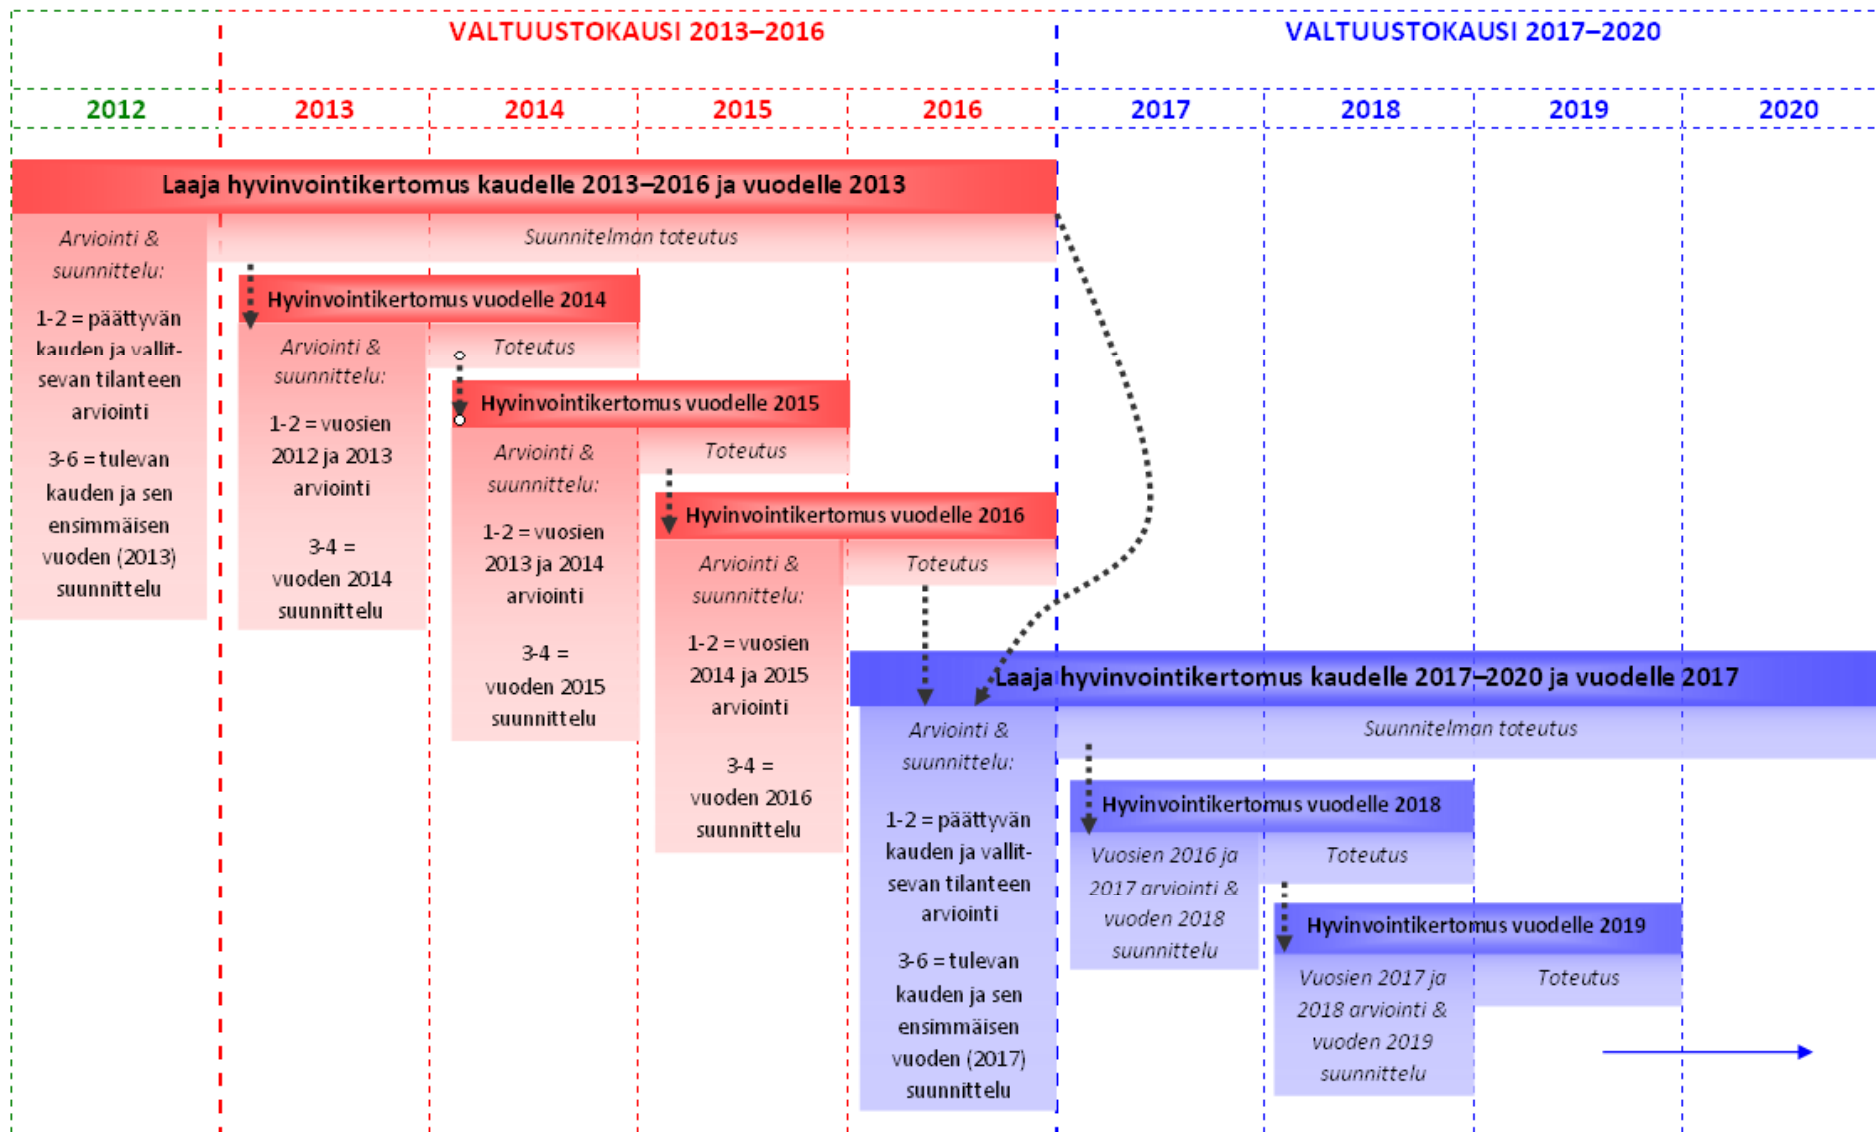 VALTUUSTOKAUSI 2013–2016
VALTUUSTOKAUSI 2017–2020
2012
2013
2014
2015
2016
2017
2018
2019
2020
Laaja hyvinvointikertomus kaudelle 2013–2016 ja vuodelle 2013
Arviointi &
suunnittelu:
1-2 = päättyvän
kauden ja vallit-
sevan tilanteen
arviointi
3-6 = tulevan
kauden ja sen
ensimmäisen
vuoden (2013)
suunnittelu
Suunnitelman toteutus
Hyvinvointikertomus vuodelle 2014
Arviointi &
suunnittelu:
1-2 = vuosien
2012 ja 2013
arviointi
3-4 =
vuoden 2014
suunnittelu
Toteutus
Hyvinvointikertomus vuodelle 2015
Arviointi &
suunnittelu:
1-2 = vuosien
2013 ja 2014
arviointi
3-4 =
vuoden 2015
suunnittelu
Toteutus
Hyvinvointikertomus vuodelle 2016
Arviointi &
suunnittelu:
1-2 = vuosien
2014 ja 2015
arviointi
3-4 =
vuoden 2016
suunnittelu
Toteutus
Laaja hyvinvointikertomus kaudelle 2017–2020 ja vuodelle 2017
Arviointi &
suunnittelu:
1-2 = päättyvän
kauden ja vallit-
sevan tilanteen
arviointi
3-6 = tulevan
kauden ja sen
ensimmäisen
vuoden (2017)
suunnittelu
Suunnitelman toteutus
Hyvinvointikertomus vuodelle 2018
Vuosien 2016 ja
2017 arviointi &
vuoden 2018
suunnittelu
Toteutus
Hyvinvointikertomus vuodelle 2019
Vuosien 2017 ja
2018 arviointi &
vuoden 2019
suunnittelu
Toteutus